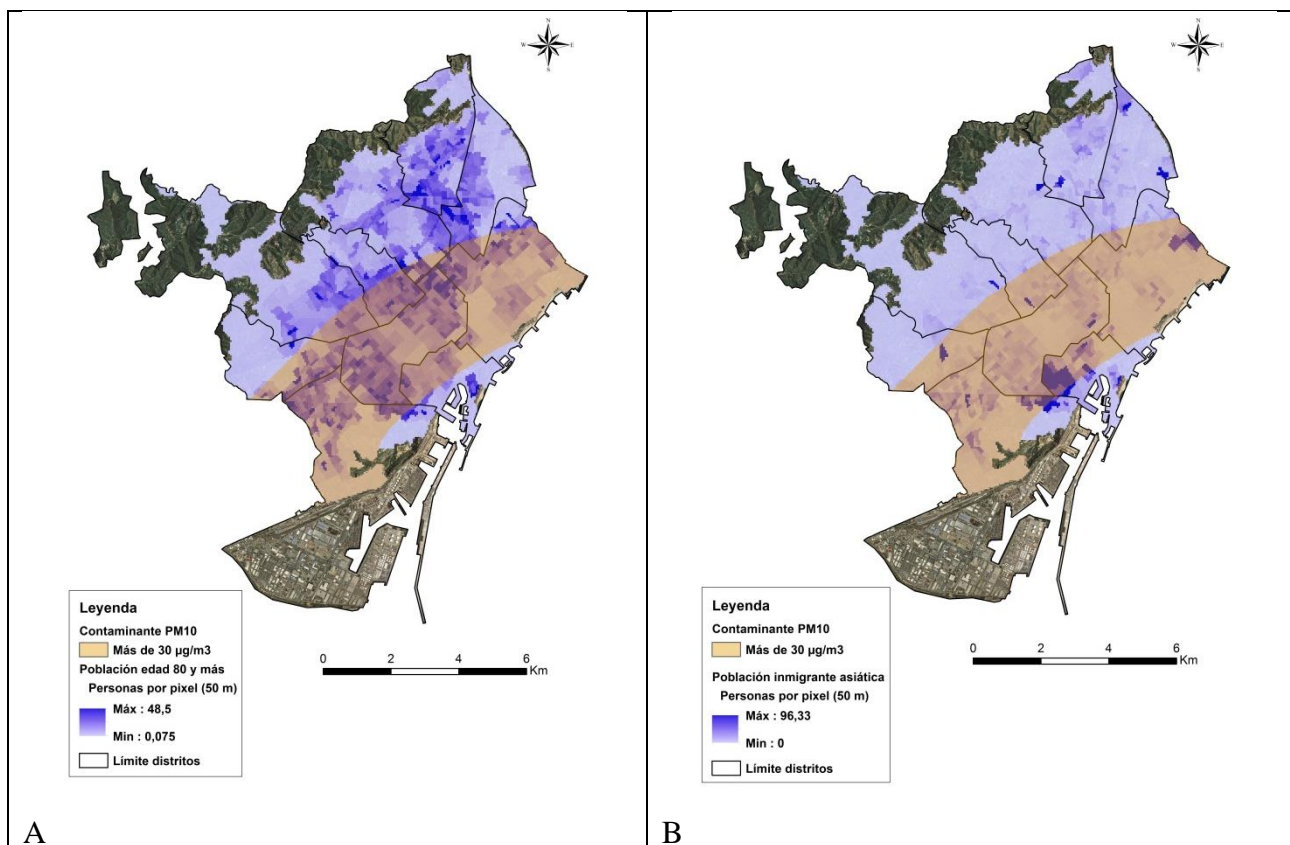 N
W E
S
Leyenda
Contaminante PM10
Más de 30 µg/m3
Población edad 80 y más
Personas por pixel (50 m)
Máx : 48,5
Min : 0,075
Límite distritos
0 2 4 6
Km
A
N
W E
S
Leyenda
Contaminante PM10
Más de 30 µg/m3
Población inmigrante asiática
Personas por pixel (50 m)
Máx : 96,33
Min : 0
Límite distritos
0 2 4 6
Km
B